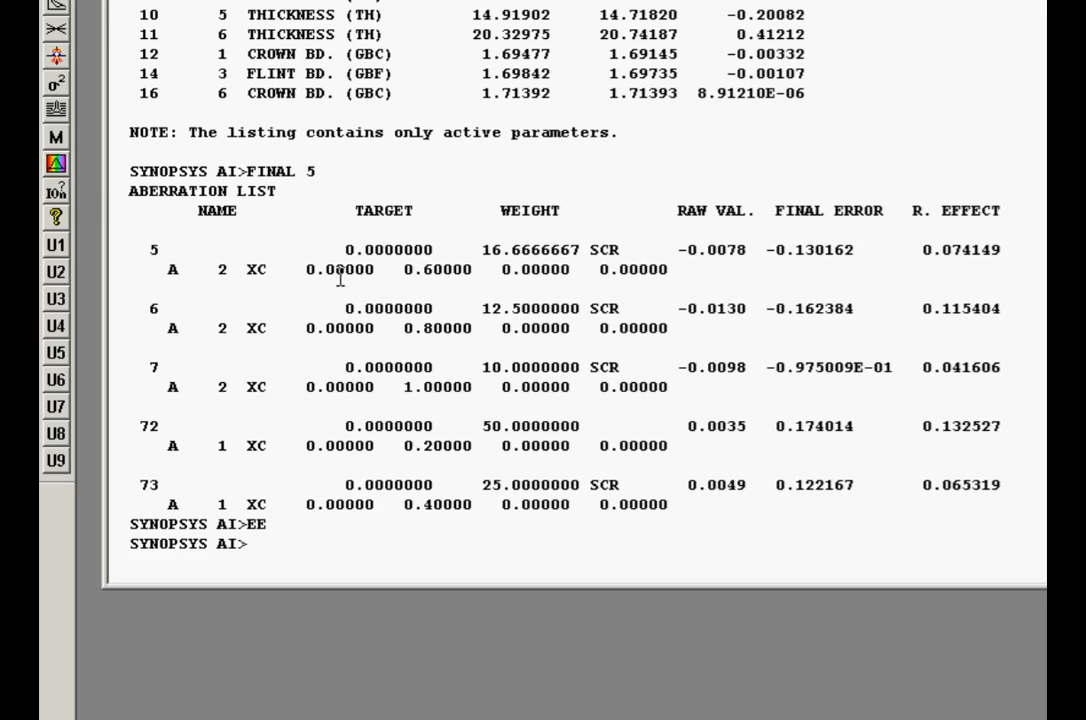 10 5 THICKNESS (TH) 14.91902 14.71820 -0.20082
11 6 THICKNESS (TH) 20.32975 20.74187 0.41212
12 1 CROWN BD. (GBC) 1.69477 1.69145 -0.00332
14 3 FLINT BD. (GBF) 1.69842 1.69735 -0.00107
16 6 CROWN BD. (GBC) 1.71392 1.71393 8.91210E-06
NOTE: The listing contains only active parameters.
SYNOPSYS AI>FINAL 5
ABERRATION LIST
NAME TARGET WEIGHT RAW VAL. FINAL ERROR R. EFFECT
5 0.0000000 16.6666667 SCR -0.0078 -0.130162 0.074149
A 2 XC 0.00000 0.60000 0.00000 0.00000
6 0.0000000 12.5000000 SCR -0.0130 -0.162384 0.115404
A 2 XC 0.00000 0.80000 0.00000 0.00000
7 0.0000000 10.0000000 SCR -0.0098 -0.975009E-01 0.041606
A 2 XC 0.00000 1.00000 0.00000 0.00000
72 0.0000000 50.0000000 0.0035 0.174014 0.132527
A 1 XC 0.00000 0.20000 0.00000 0.00000
73 0.0000000 25.0000000 SCR 0.0049 0.122167 0.065319
A 1 XC 0.00000 0.40000 0.00000 0.00000
SYNOPSYS AI>EE
SYNOPSYS AI>
σ2
M
?
U1
U2
U3
U4
U5
U6
U7
U8
U9